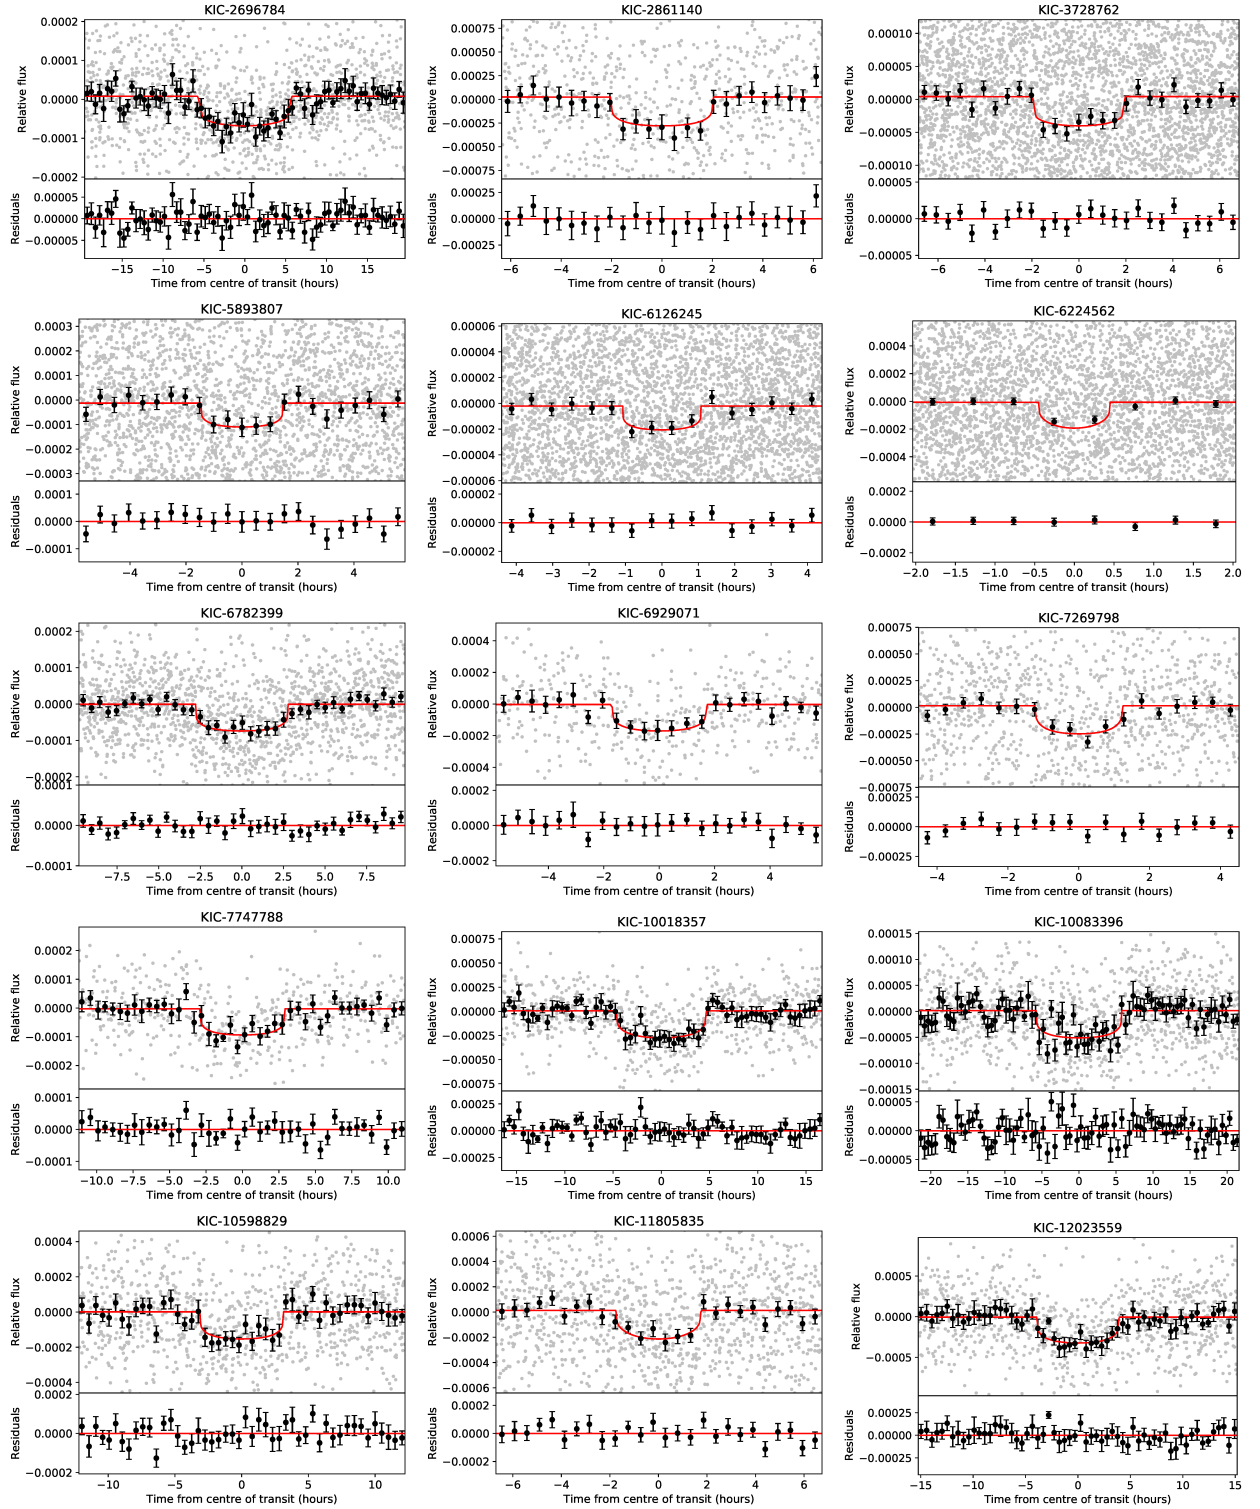 KIC-2696784
Relative flux
0.0002
0.0001
0.0000
−0.0001
−0.0002
Residuals
0.00005
0.00000
−0.00005
−15 −10 −5 0 5 10 15
Time from centre of transit (hours)
KIC-2861140
Relative flux
0.00075
0.00050
0.00025
0.00000
−0.00025
−0.00050
−0.00075
Residuals
0.00025
0.00000
−0.00025
−6 −4 −2 0 2 4 6
Time from centre of transit (hours)
KIC-3728762
Relative flux
0.00010
0.00005
0.00000
−0.00005
−0.00010
Residuals
0.00005
0.00000
−0.00005
−6 −4 −2 0 2 4 6
Time from centre of transit (hours)
KIC-5893807
Relative flux
0.0003
0.0002
0.0001
0.0000
−0.0001
−0.0002
−0.0003
Residuals
0.0001
0.0000
−0.0001
−4 −2 0 2 4
Time from centre of transit (hours)
KIC-6126245
Relative flux
0.00006
0.00004
0.00002
0.00000
−0.00002
−0.00004
−0.00006
Residuals
0.00002
0.00000
−0.00002
−4 −3 −2 −1 0 1 2 3 4
Time from centre of transit (hours)
KIC-6224562
Relative flux
0.0004
0.0002
0.0000
−0.0002
−0.0004
Residuals
0.0002
0.0000
−0.0002
−2.0 −1.5 −1.0 −0.5 0.0 0.5 1.0 1.5 2.0
Time from centre of transit (hours)
KIC-6782399
Relative flux
0.0002
0.0001
0.0000
−0.0001
−0.0002
Residuals
0.0001
0.0000
−0.0001
−7.5 −5.0 −2.5 0.0 2.5 5.0 7.5
Time from centre of transit (hours)
KIC-6929071
Relative flux
0.0004
0.0002
0.0000
−0.0002
−0.0004
Residuals
0.0002
0.0000
−0.0002
−4 −2 0 2 4
Time from centre of transit (hours)
KIC-7269798
Relative flux
0.00075
0.00050
0.00025
0.00000
−0.00025
−0.00050
−0.00075
Residuals
0.00025
0.00000
−0.00025
−4 −2 0 2 4
Time from centre of transit (hours)
KIC-7747788
Relative flux
0.0002
0.0001
0.0000
−0.0001
−0.0002
Residuals
0.0001
0.0000
−0.0001
−10.0 −7.5 −5.0 −2.5 0.0 2.5 5.0 7.5 10.0
Time from centre of transit (hours)
KIC-10018357
Relative flux
0.00075
0.00050
0.00025
0.00000
−0.00025
−0.00050
−0.00075
Residuals
0.00025
0.00000
−0.00025
−15 −10 −5 0 5 10 15
Time from centre of transit (hours)
KIC-10083396
Relative flux
0.00015
0.00010
0.00005
0.00000
−0.00005
−0.00010
−0.00015
Residuals
0.00005
0.00000
−0.00005
−20 −15 −10 −5 0 5 10 15 20
Time from centre of transit (hours)
KIC-10598829
Relative flux
0.0004
0.0002
0.0000
−0.0002
−0.0004
Residuals
0.0002
0.0000
−0.0002
−10 −5 0 5 10
Time from centre of transit (hours)
KIC-11805835
Relative flux
0.0006
0.0004
0.0002
0.0000
−0.0002
−0.0004
−0.0006
Residuals
0.0002
0.0000
−0.0002
−6 −4 −2 0 2 4 6
Time from centre of transit (hours)
KIC-12023559
Relative flux
0.0005
0.0000
−0.0005
Residuals
0.00025
0.00000
−0.00025
−15 −10 −5 0 5 10 15
Time from centre of transit (hours)